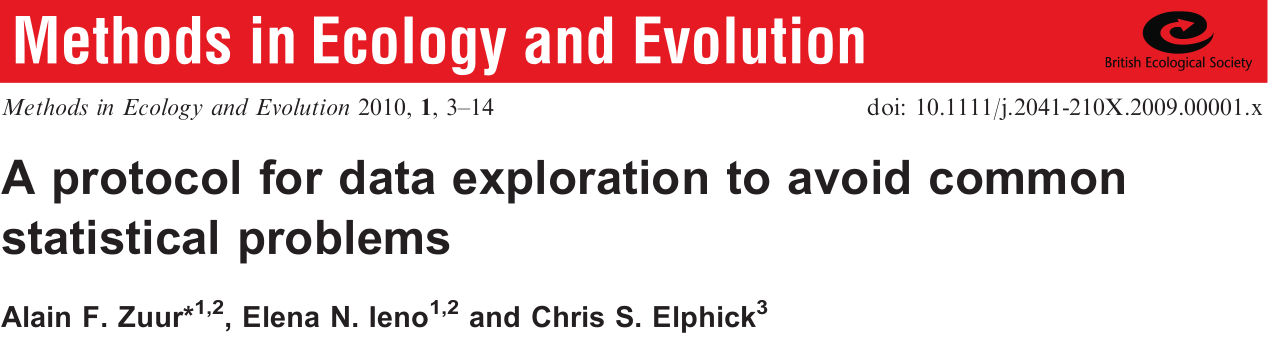 Methods in Ecology and Evolution
British Ecological Society
Methods in Ecology and Evolution 2010, 1, 3–14
doi: 10.1111/j.2041-210X.2009.00001.x
A protocol for data exploration to avoid common
statistical problems
Alain F. Zuur*1,2, Elena N. Ieno1,2 and Chris S. Elphick3